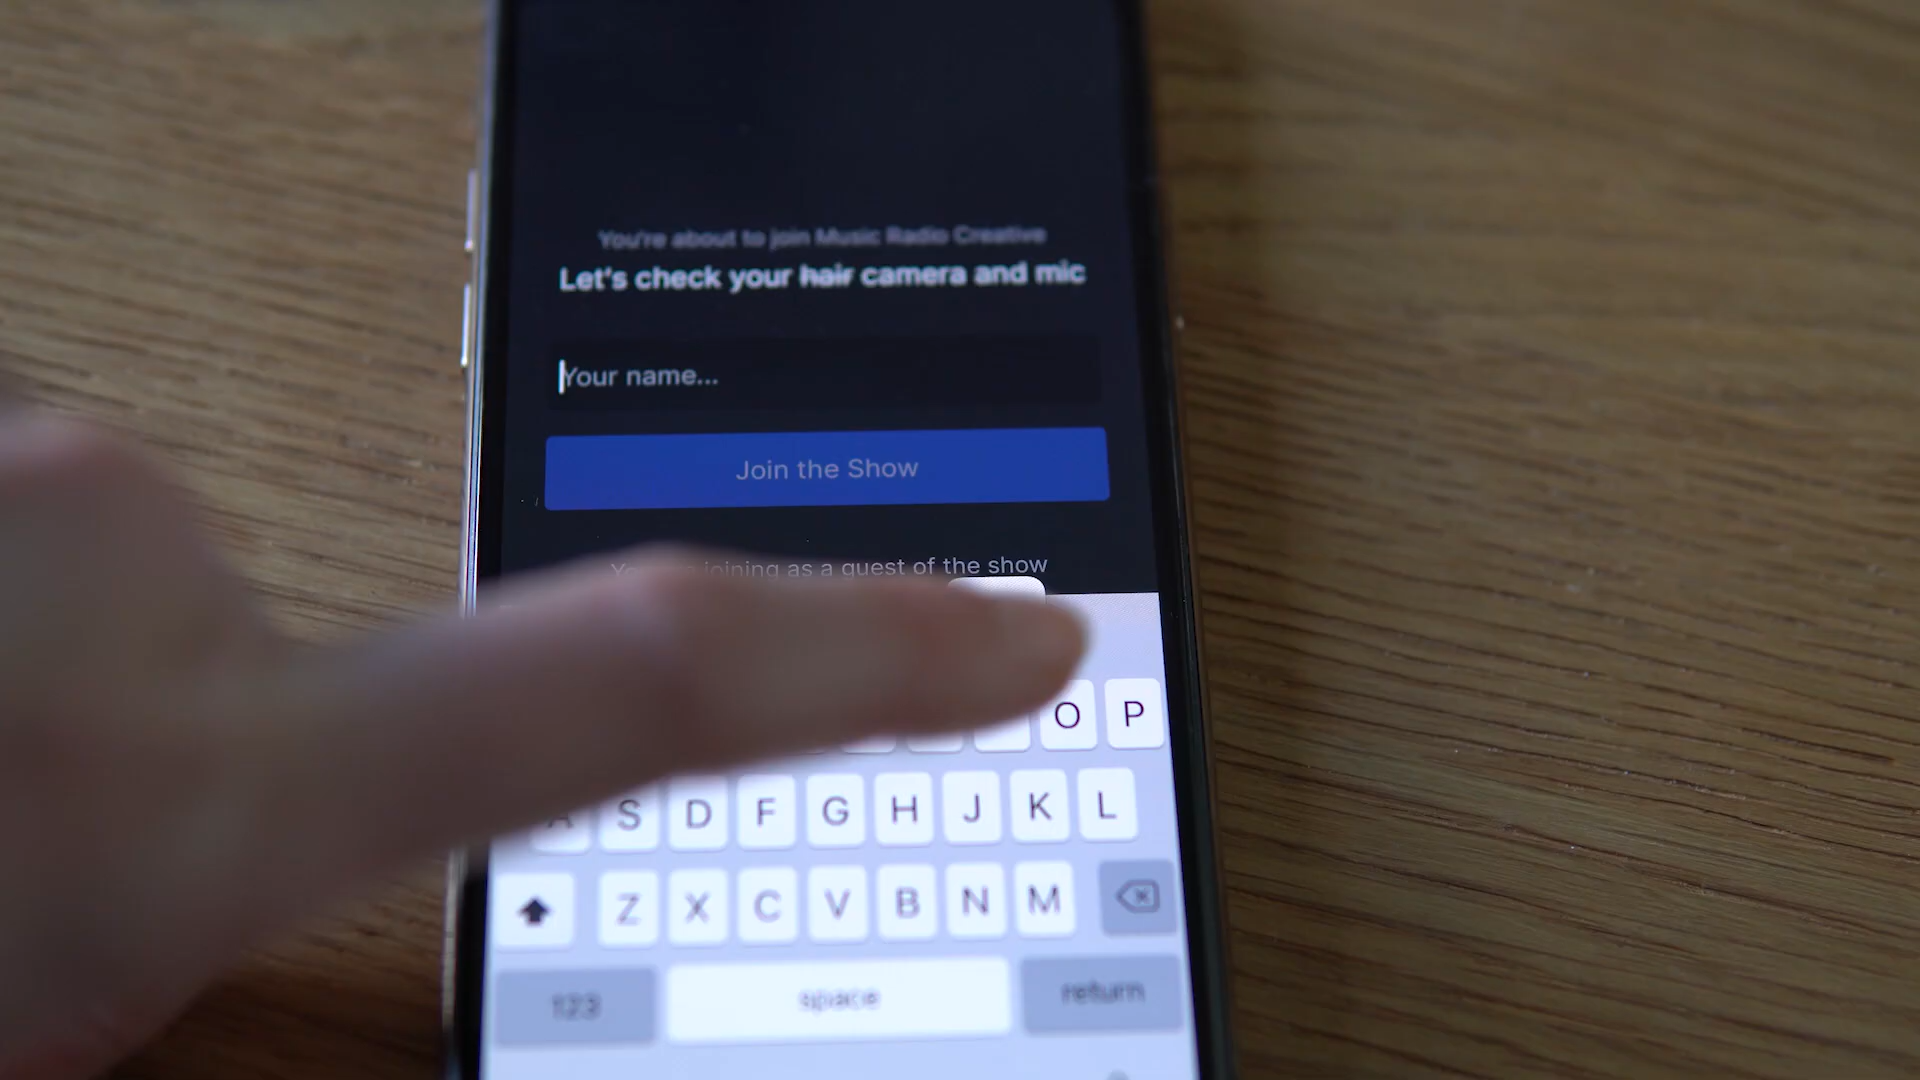 You're about to join Music Radio Creative
Let's check your hair camera and mic
Your name...
Join the Show
joining as a guest of the show
O P
A S D F G H J K L
Z X C V B N M
123 space return